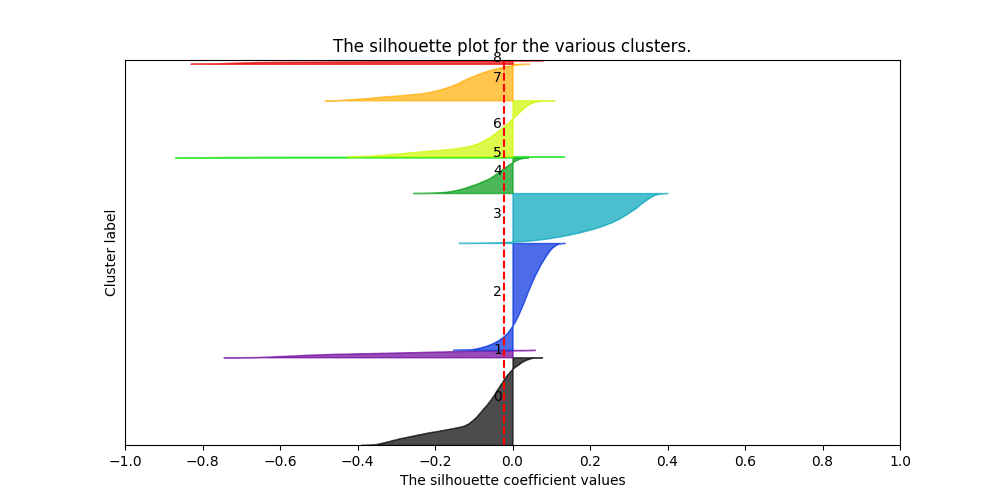 The silhouette plot for the various clusters.
8
7
6
5
4
3
2
1
0
Cluster label
−1.0 −0.8 −0.6 −0.4 −0.2 0.0 0.2 0.4 0.6 0.8 1.0
The silhouette coefficient values